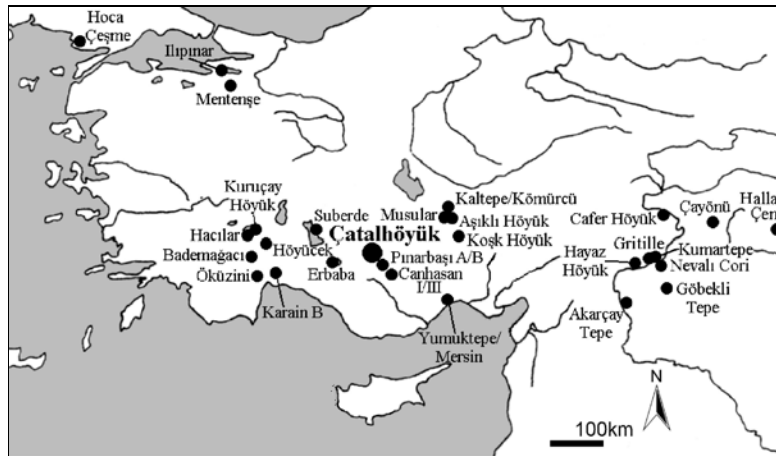 Hoca
Çeşme
Ilıpınar
Mentenşe
Kuruçay
Höyük
Hacılar
Höyücek
Bademağacı
Öküzini
Karain B
Suberde
Erbaba
Çatalhöyük
Pınarbaşı A/B
Canhasan
I/III
Yumuktepe/
Mersin
Kaltepe/Kömürcü
Musular
Aşıklı Höyük
Koşk Höyük
Cafer Höyük
Çayönü
Halla
Çem
Gritille
Kumartepe
Hayaz
Höyük
Nevalı Cori
Göbekli
Tepe
Akarçay
Tepe
N
100km